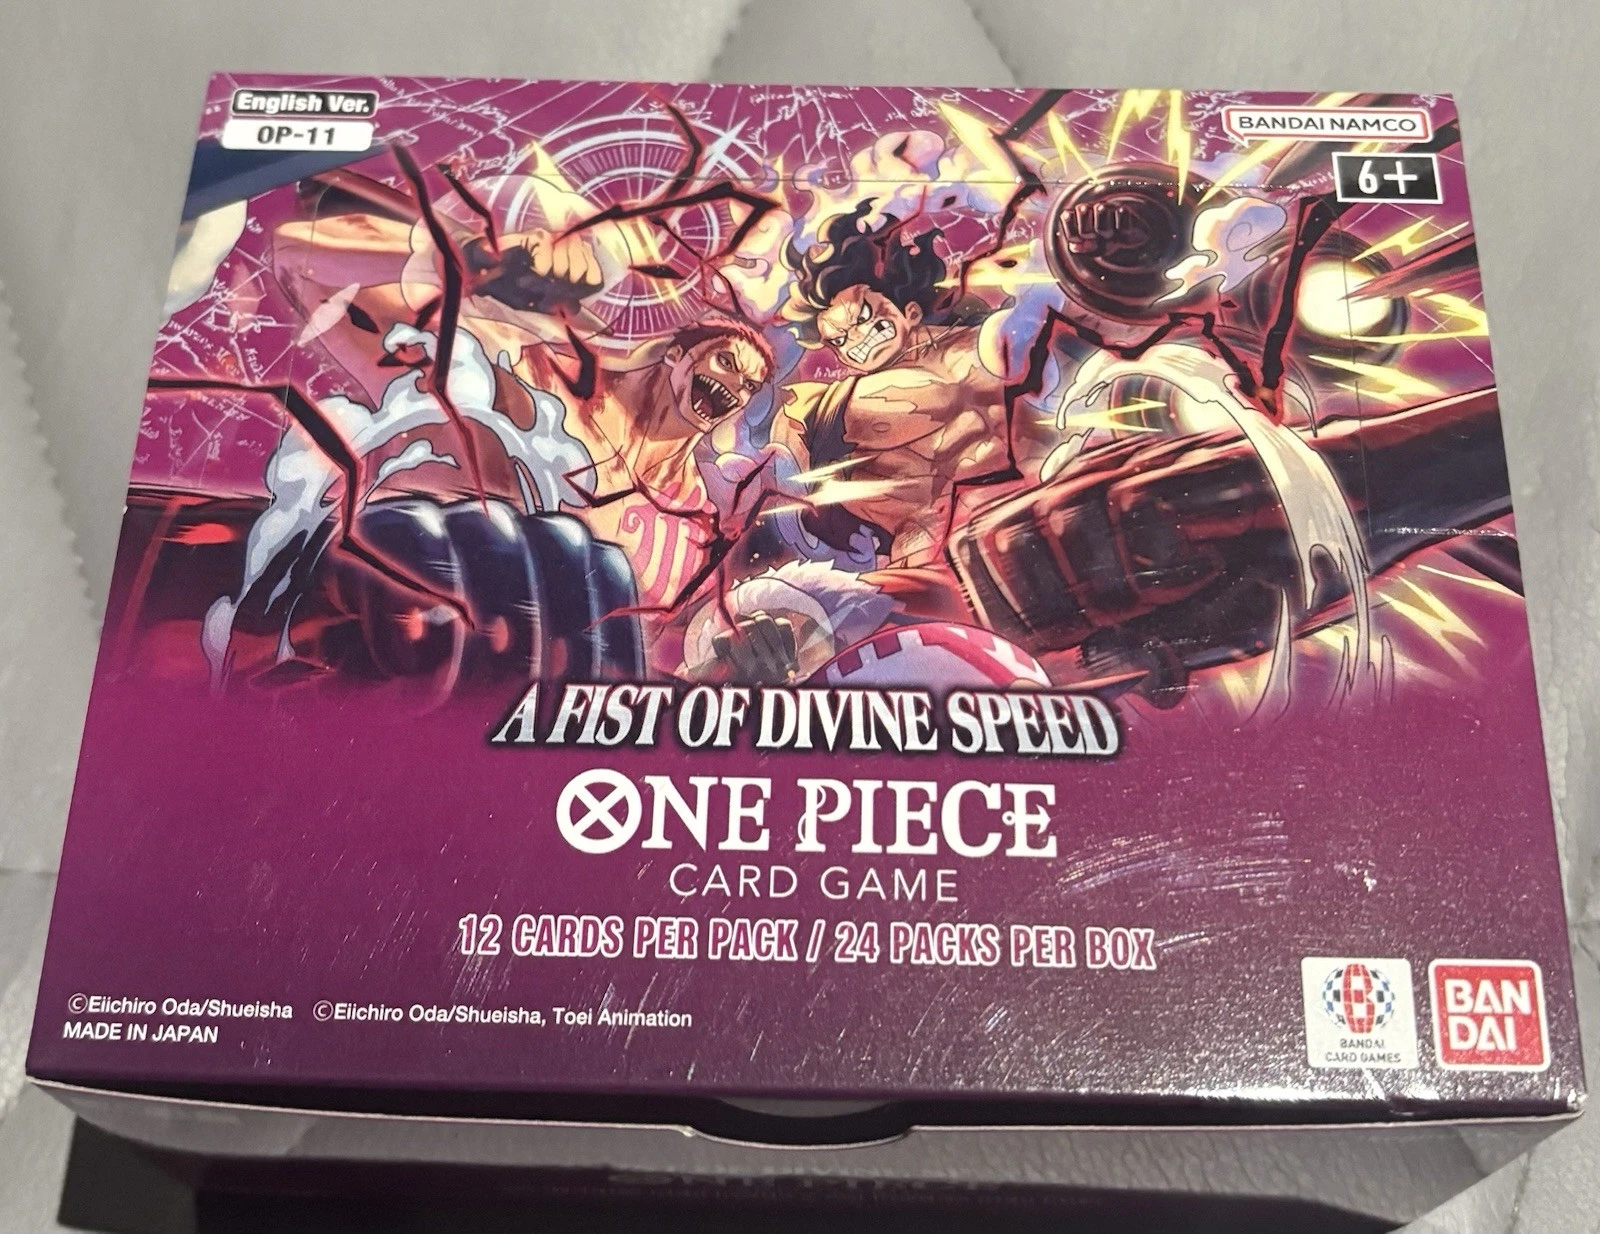 English Ver.
OP-11
BANDAI NAMCO
6+
A FIST OF DIVINE SPEED
ONE PIECE
CARD GAME
12 CARDS PER PACK / 24 PACKS PER BOX
©Eiichiro Oda/Shueisha ©Eiichiro Oda/Shueisha, Toei Animation
MADE IN JAPAN
B
BANDAI
CARD GAMES
BAN
DAI